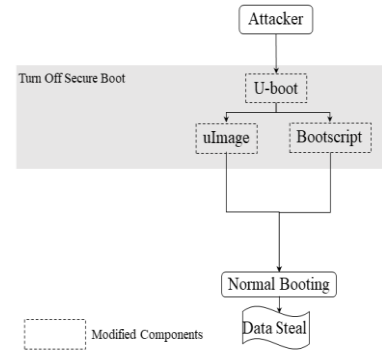 Attacker
Turn Off Secure Boot
U-boot
uImage
Bootscript
Normal Booting
Data Steal
Modified Components